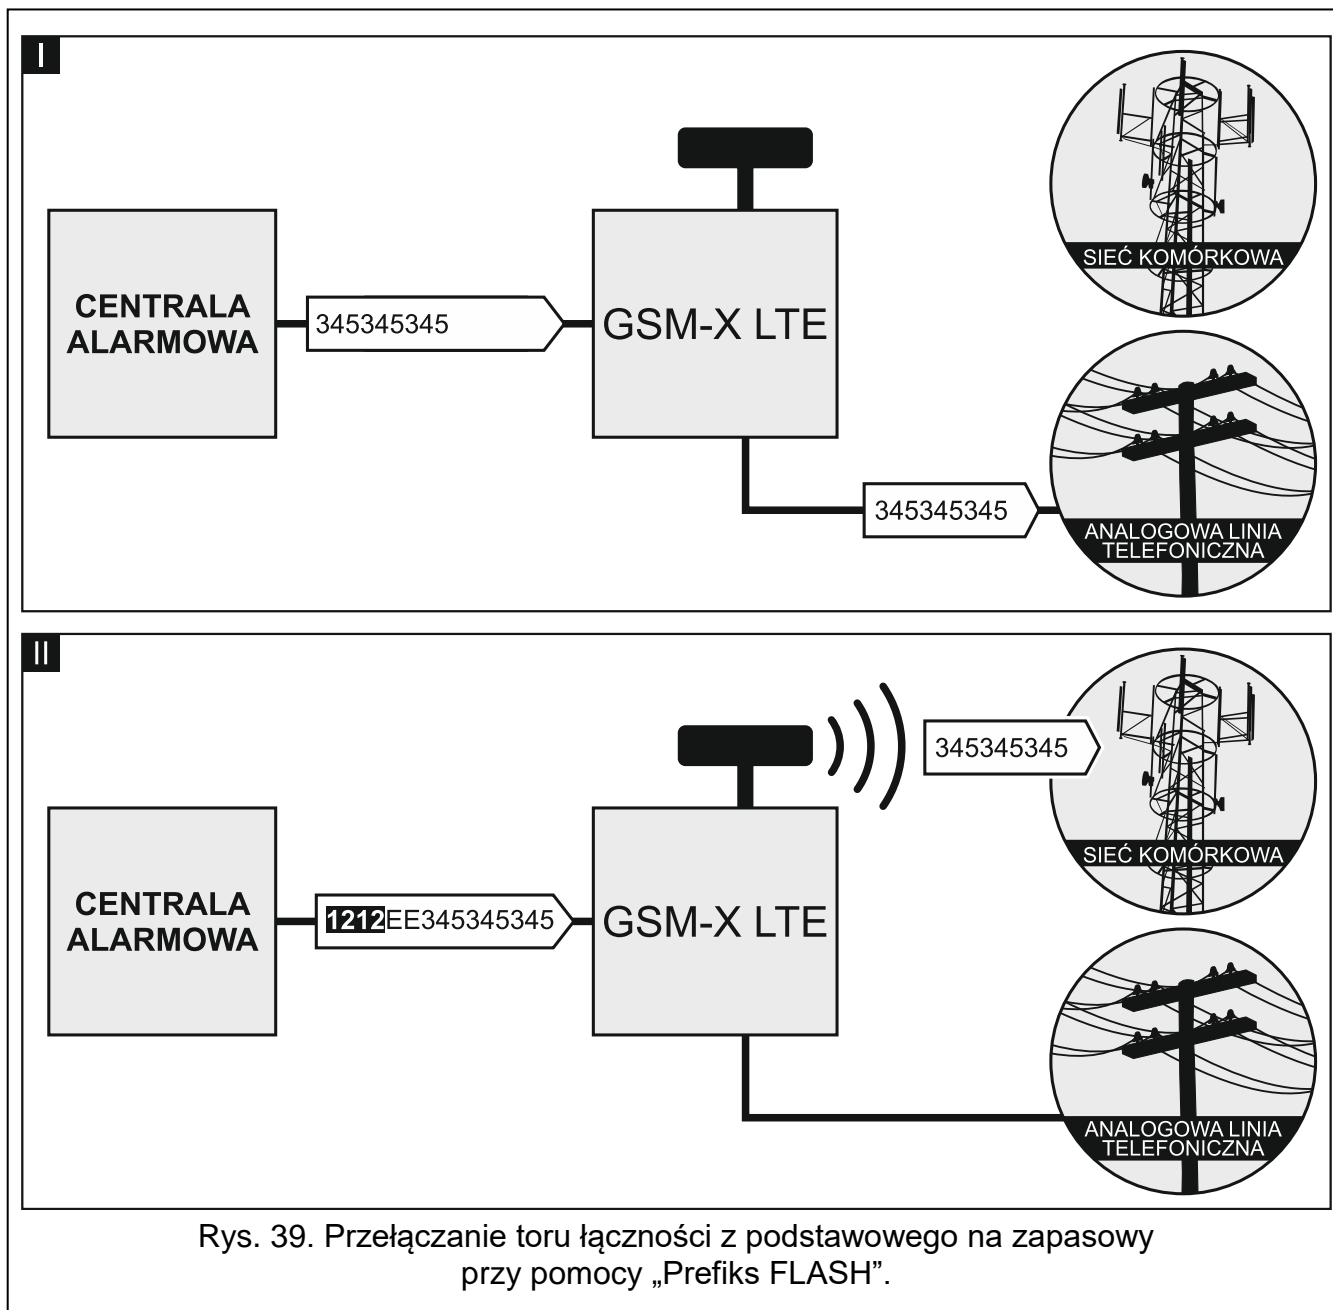 I
SIEĆ KOMÓRKOWA
CENTRALA
ALARMOWA
345345345
GSM-X LTE
345345345
ANALOGOWA LINIA
TELEFONICZNA
II
345345345
SIEĆ KOMÓRKOWA
CENTRALA
ALARMOWA
1212EE345345345
GSM-X LTE
ANALOGOWA LINIA
TELEFONICZNA
Rys. 39. Przełączanie toru łączności z podstawowego na zapasowy
przy pomocy „Prefiks FLASH”.